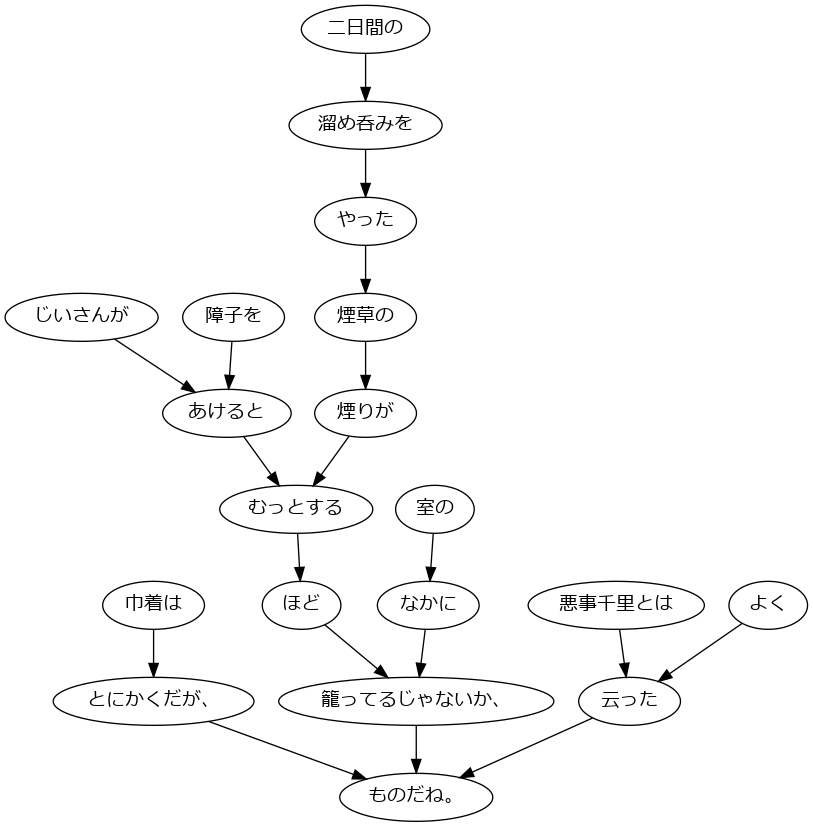 二日間の
溜め呑みを
やった
じいさんが
障子を
煙草の
あけると
煙りが
むっとする
室の
巾着は
ほど
なかに
悪事千里とは
よく
とにかくだが、
籠ってるじゃないか、
云った
ものだね。